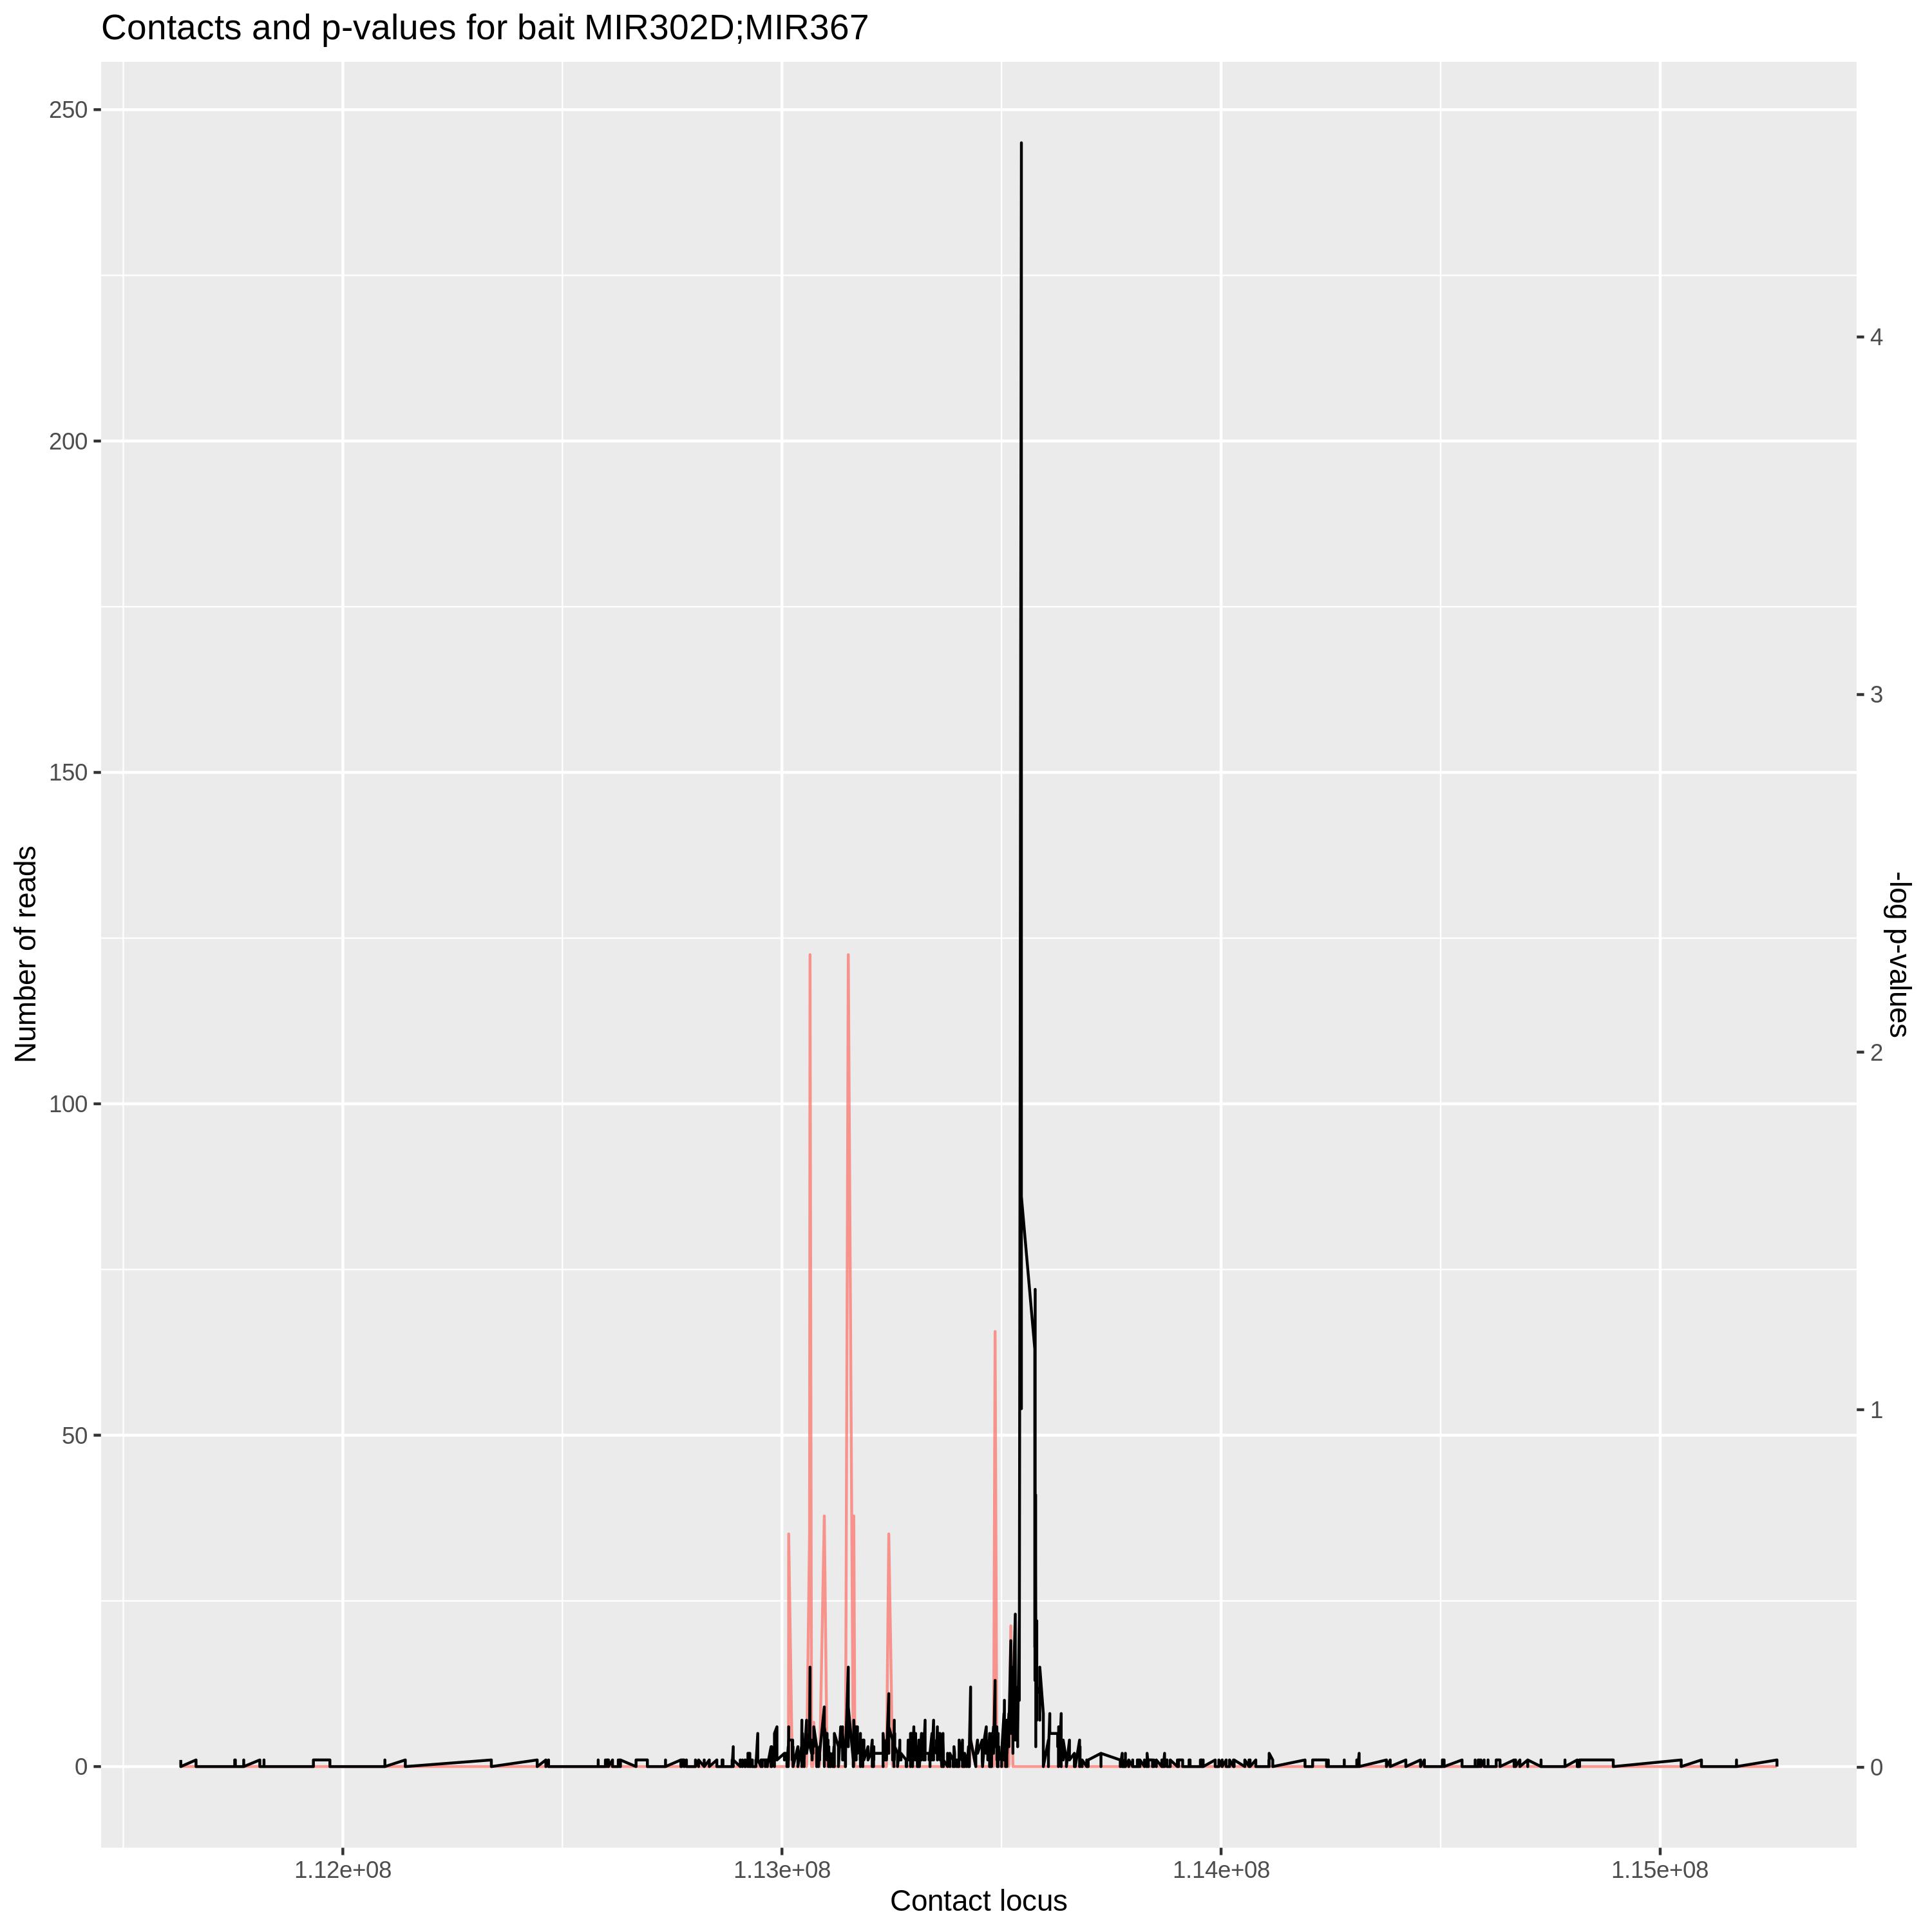 Contacts and p-values for bait MIR302D;MIR367
250
200
150
100
50
0
Number of reads
4
3
2
1
0
-log p-values
1.12e+08
1.13e+08
1.14e+08
1.15e+08
Contact locus